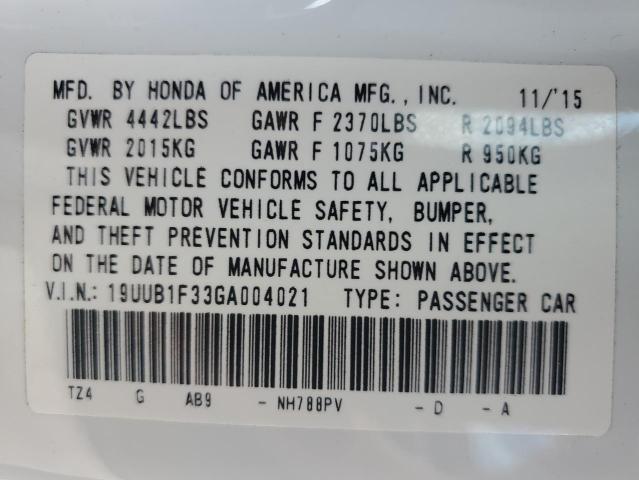 MFD. BY HONDA OF AMERICA MFG., INC. 11/'15
GVWR 4442LBS GAWR F 2370LBS R 2094LBS
GVWR 2015KG GAWR F 1075KG R 950KG
THIS VEHICLE CONFORMS TO ALL APPLICABLE
FEDERAL MOTOR VEHICLE SAFETY, BUMPER,
AND THEFT PREVENTION STANDARDS IN EFFECT
ON THE DATE OF MANUFACTURE SHOWN ABOVE.
V.I.N.: 19UUB1F33GA004021 TYPE: PASSENGER CAR
TZ4 G AB9 - NH788PV - D - A